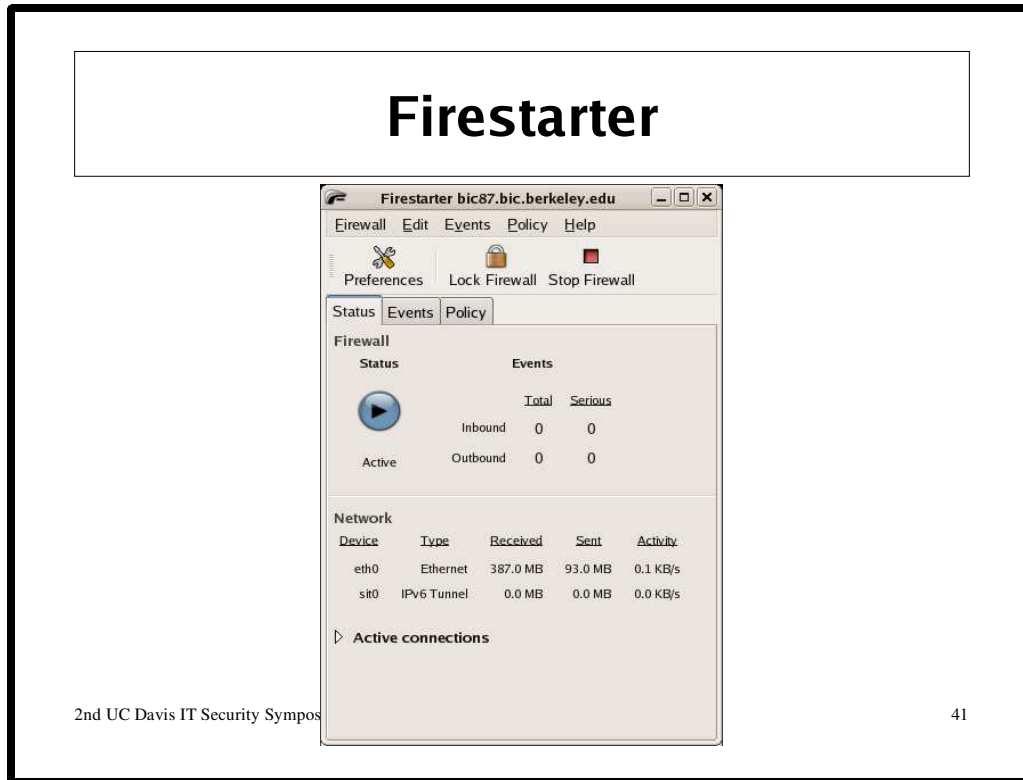 Firestarter
Firestarter bic87.bic.berkeley.edu
Firewall Edit Events Policy Help
Preferences Lock Firewall Stop Firewall
Status Events Policy
Firewall
Status Events
Total Serious
Inbound 0 0
Active Outbound 0 0
Network
Device Type Received Sent Activity
eth0 Ethernet 387.0 MB 93.0 MB 0.1 KB/s
sit0 IPv6 Tunnel 0.0 MB 0.0 MB 0.0 KB/s
Active connections
2nd UC Davis IT Security Sympos 41